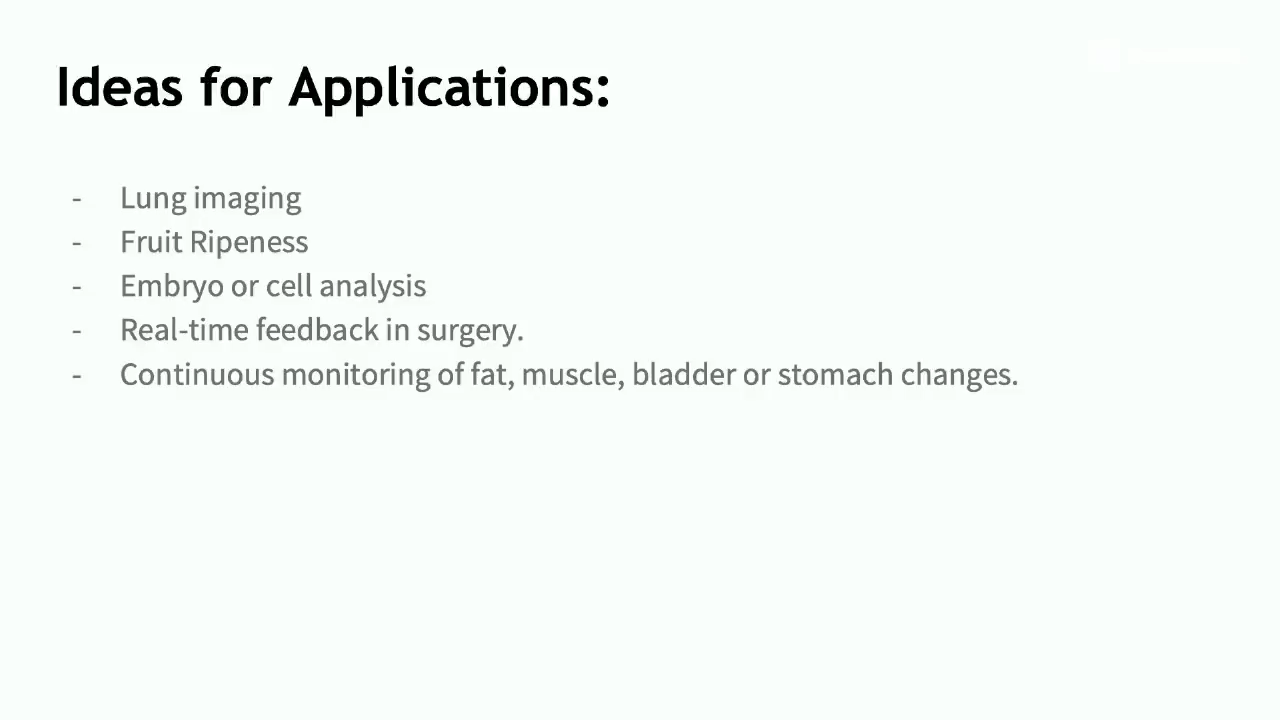 Ideas for Applications:
- Lung imaging
- Fruit Ripeness
- Embryo or cell analysis
- Real-time feedback in surgery.
- Continuous monitoring of fat, muscle, bladder or stomach changes.